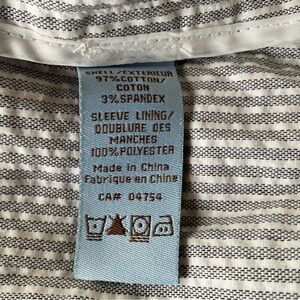 SHELL/EXTERIEUR
97% COTTON/
COTON
3% SPANDEX
SLEEVE LINING/
DOUBLURE DES
MANCHES
100% POLYESTER
Made in China
Fabrique en Chine
CA# 04754